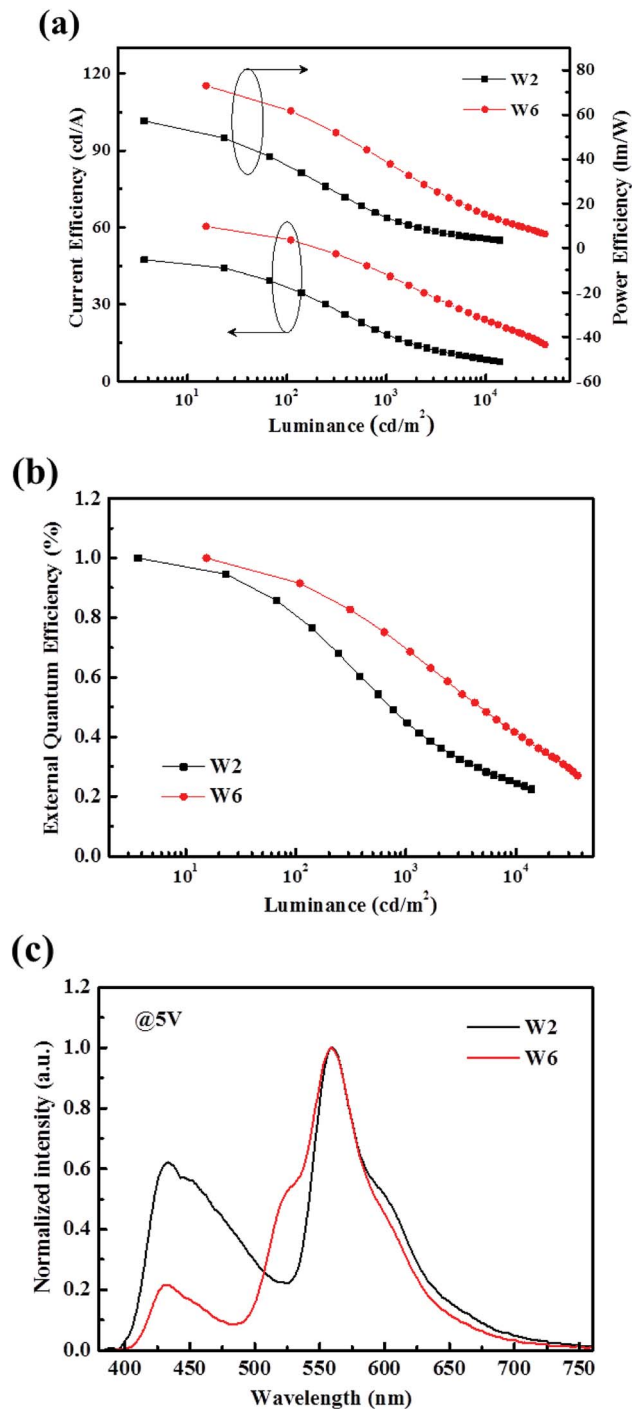 (a)
120
90
60
30
0
Current Efficiency (cd/A)
W2
W6
80
60
40
20
0
-20
-40
-60
Power Efficiency (lm/W)
10¹ 10² 10³ 10⁴
Luminance (cd/m²)
(b)
1.2
1.0
0.8
0.6
0.4
0.2
0.0
External Quantum Efficiency (%)
W2
W6
10¹ 10² 10³ 10⁴
Luminance (cd/m²)
(c)
1.2
1.0
0.8
0.6
0.4
0.2
0.0
Normalized intensity (a.u.)
@5V
W2
W6
400 450 500 550 600 650 700 750
Wavelength (nm)